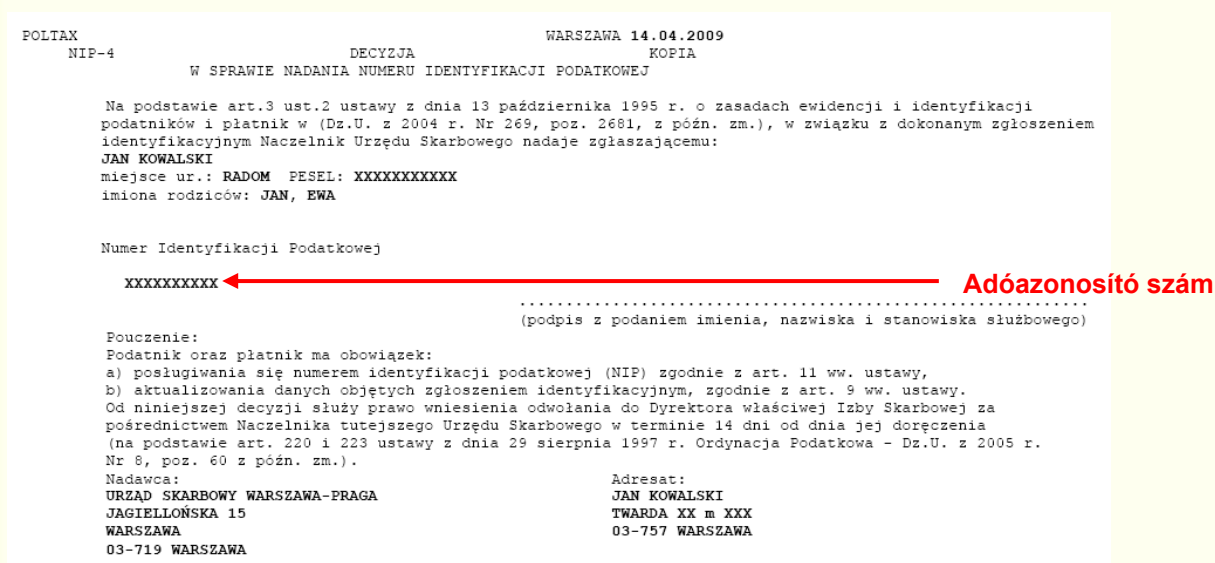 POLTAX WARSZAWA 14.04.2009
NIP-4 DECYZJA KOPIA
W SPRAWIE NADANIA NUMERU IDENTYFIKACJI PODATKOWEJ
Na podstawie art.3 ust.2 ustawy z dnia 13 października 1995 r. o zasadach ewidencji i identyfikacji
podatników i płatnik w (Dz.U. z 2004 r. Nr 269, poz. 2681, z późn. zm.), w związku z dokonanym zgłoszeniem
identyfikacyjnym Naczelnik Urzędu Skarbowego nadaje zgłaszającemu:
JAN KOWALSKI
miejsce ur.: RADOM PESEL: XXXXXXXXXXX
imiona rodziców: JAN, EWA
Numer Identyfikacji Podatkowej
XXXXXXXXXX Adóazonosító szám
.............................................................
(podpis z podaniem imienia, nazwiska i stanowiska służbowego)
Pouczenie:
Podatnik oraz płatnik ma obowiązek:
a) posługiwania się numerem identyfikacji podatkowej (NIP) zgodnie z art. 11 ww. ustawy,
b) aktualizowania danych objętych zgłoszeniem identyfikacyjnym, zgodnie z art. 9 ww. ustawy.
Od niniejszej decyzji służy prawo wniesienia odwołania do Dyrektora właściwej Izby Skarbowej za
pośrednictwem Naczelnika tutejszego Urzędu Skarbowego w terminie 14 dni od dnia jej doręczenia
(na podstawie art. 220 i 223 ustawy z dnia 29 sierpnia 1997 r. Ordynacja Podatkowa - Dz.U. z 2005 r.
Nr 8, poz. 60 z późn. zm.).
Nadawca: Adresat:
URZĄD SKARBOWY WARSZAWA-PRAGA JAN KOWALSKI
JAGIELLOŃSKA 15 TWARDA XX m XXX
WARSZAWA 03-757 WARSZAWA
03-719 WARSZAWA